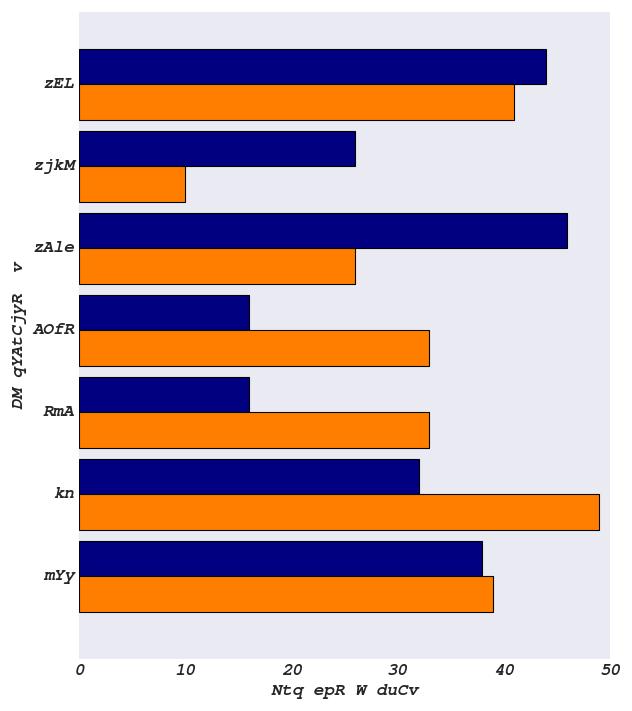 DM qYAtCjyR  v
zEL
zjkM
zAle
AOfR
RmA
kn
mYy
0 10 20 30 40 50
Ntq epR W duCv